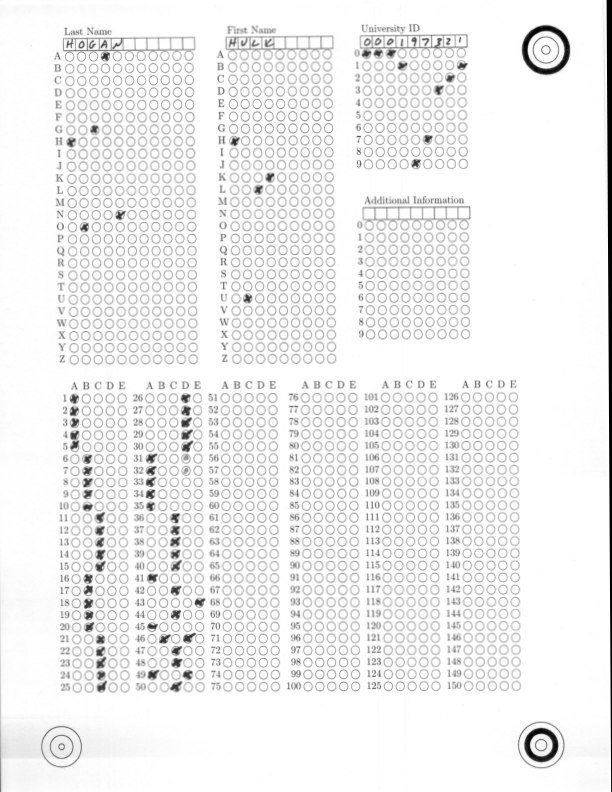 Last Name
H O G A N
A
B
C
D
E
F
G
H
I
J
K
L
M
N
O
P
Q
R
S
T
U
V
W
X
Y
Z
First Name
H U L K
A
B
C
D
E
F
G
H
I
J
K
L
M
N
O
P
Q
R
S
T
U
V
W
X
Y
Z
University ID
0 0 0 1 9 7 3 2 1
0
1
2
3
4
5
6
7
8
9
Additional Information
0
1
2
3
4
5
6
7
8
9
A B C D E A B C D E A B C D E A B C D E A B C D E A B C D E
1 26 51 76 101 126
2 27 52 77 102 127
3 28 53 78 103 128
4 29 54 79 104 129
5 30 55 80 105 130
6 31 56 81 106 131
7 32 57 82 107 132
8 33 58 83 108 133
9 34 59 84 109 134
10 35 60 85 110 135
11 36 61 86 111 136
12 37 62 87 112 137
13 38 63 88 113 138
14 39 64 89 114 139
15 40 65 90 115 140
16 41 66 91 116 141
17 42 67 92 117 142
18 43 68 93 118 143
19 44 69 94 119 144
20 45 70 95 120 145
21 46 71 96 121 146
22 47 72 97 122 147
23 48 73 98 123 148
24 49 74 99 124 149
25 50 75 100 125 150